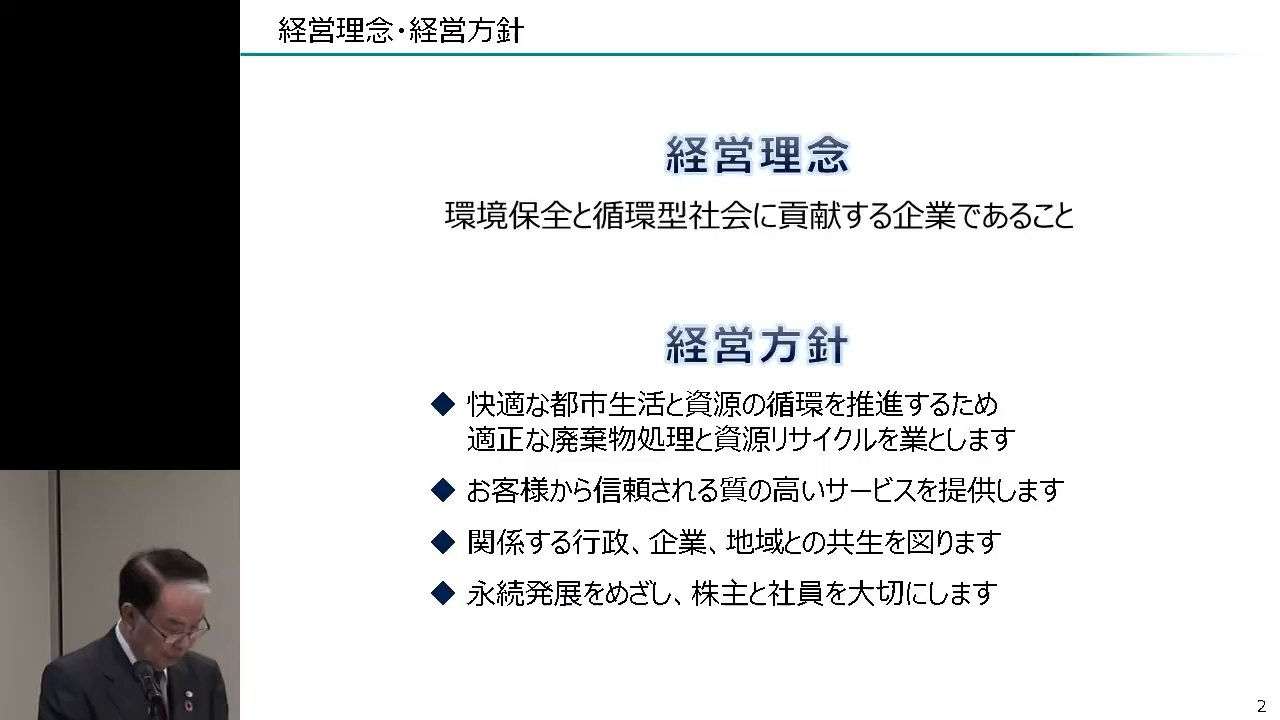 経営理念・経営方針
経営理念
環境保全と循環型社会に貢献する企業であること
経営方針
◆ 快適な都市生活と資源の循環を推進するため
適正な廃棄物処理と資源リサイクルを業とします
◆ お客様から信頼される質の高いサービスを提供します
◆ 関係する行政、企業、地域との共生を図ります
◆ 永続発展をめざし、株主と社員を大切にします
2